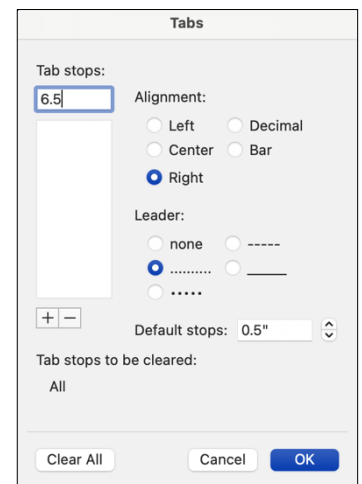 Tabs
Tab stops:
6.5
Alignment:
Left Decimal
Center Bar
Right
Leader:
none -----
.......... _____
.....
+ −
Default stops: 0.5"
Tab stops to be cleared:
All
Clear All Cancel OK